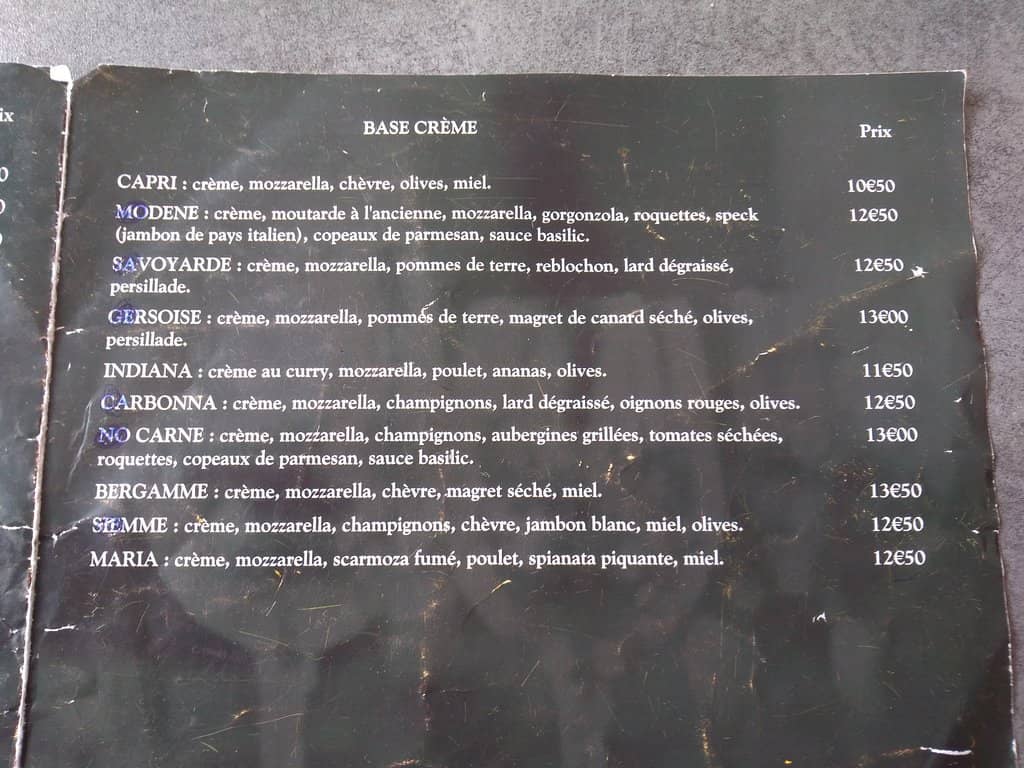 ix
BASE CRÈME
Prix
CAPRI : crème, mozzarella, chèvre, olives, miel. 10€50
MODENE : crème, moutarde à l'ancienne, mozzarella, gorgonzola, roquettes, speck 12€50
(jambon de pays italien), copeaux de parmesan, sauce basilic.
SAVOYARDE : crème, mozzarella, pommes de terre, reblochon, lard dégraissé, 12€50
persillade.
GERSOISE : crème, mozzarella, pommes de terre, magret de canard séché, olives, 13€00
persillade.
INDIANA : crème au curry, mozzarella, poulet, ananas, olives. 11€50
CARBONNA : crème, mozzarella, champignons, lard dégraissé, oignons rouges, olives. 12€50
NO CARNE : crème, mozzarella, champignons, aubergines grillées, tomates séchées, 13€00
roquettes, copeaux de parmesan, sauce basilic.
BERGAMME : crème, mozzarella, chèvre, magret séché, miel. 13€50
SIEMME : crème, mozzarella, champignons, chèvre, jambon blanc, miel, olives. 12€50
MARIA : crème, mozzarella, scarmoza fumé, poulet, spianata piquante, miel. 12€50